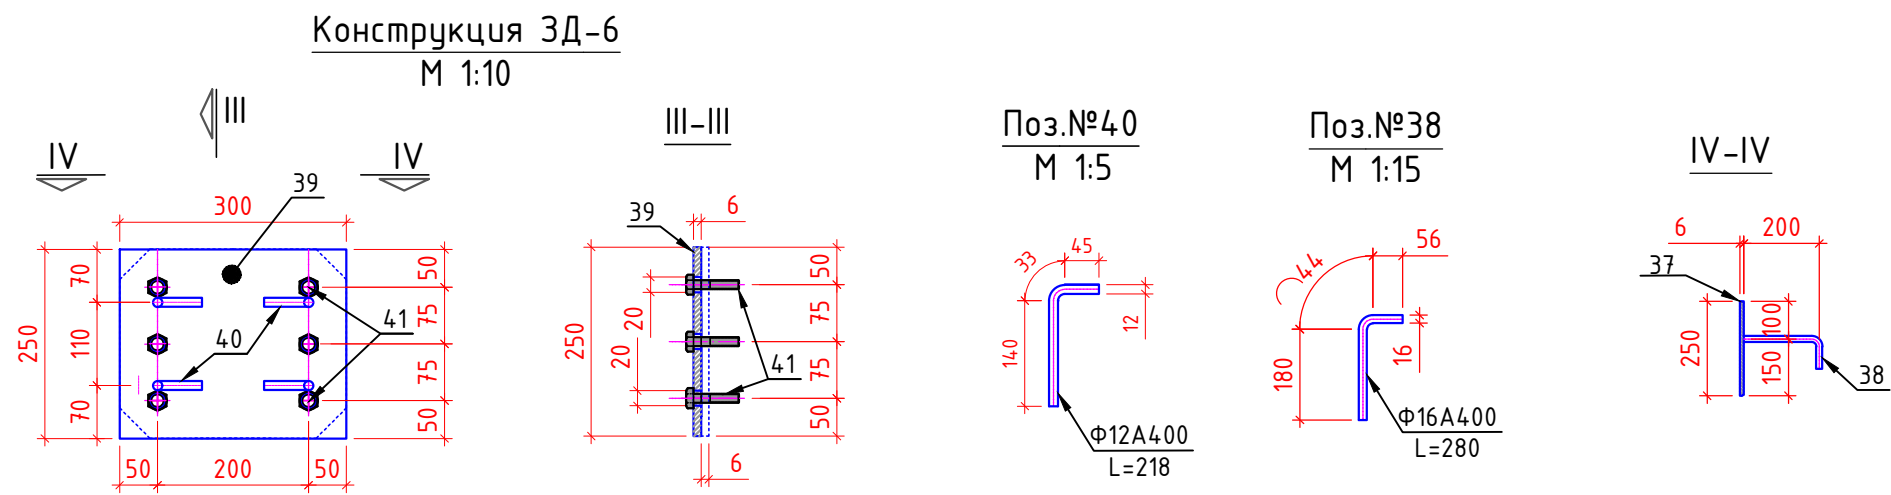 Конструкция ЗД-6
М 1:10
III
IV
IV
39
300
70
110
70
250
50
75
75
50
40
41
50
200
50
III-III
39
6
250
20
20
50
75
75
50
41
6
Поз.№40
М 1:5
33
45
12
140
Ф12А400
L=218
Поз.№38
М 1:15
44
56
16
180
Ф16А400
L=280
IV-IV
6
200
37
250
100
150
38